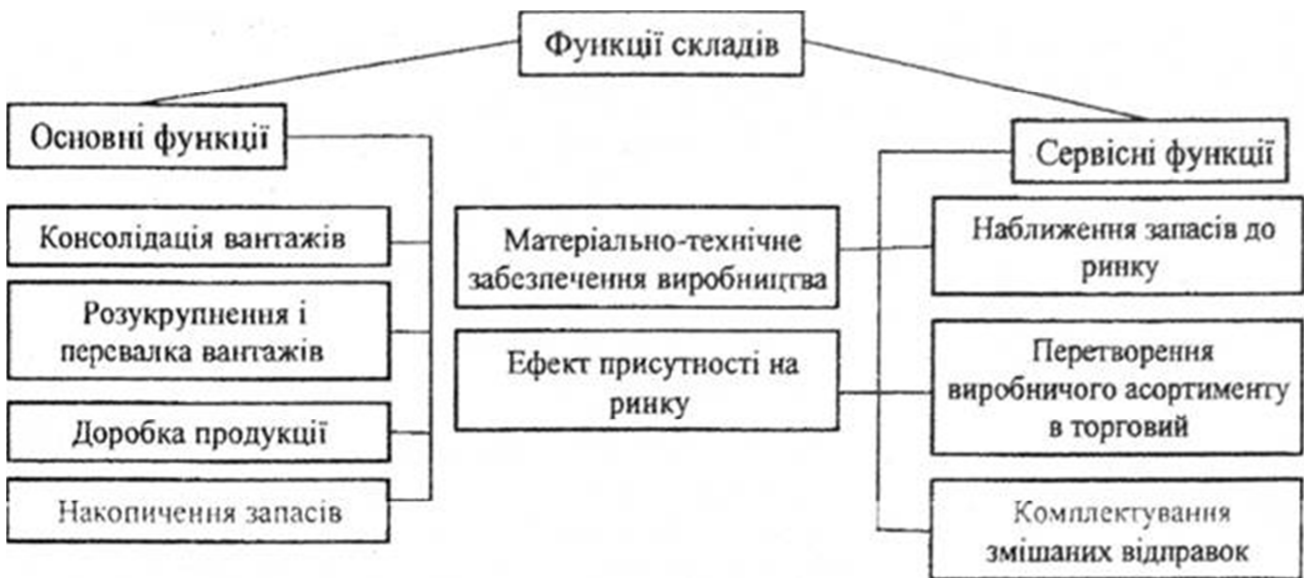 Функції складів
Основні функції
Сервісні функції
Консолідація вантажів
Розукрупнення і
перевалка вантажів
Доробка продукції
Накопичення запасів
Матеріально-технічне
забезпечення виробництва
Ефект присутності на
ринку
Наближення запасів до
ринку
Перетворення
виробничого асортименту
в торговий
Комплектування
змішаних відправок